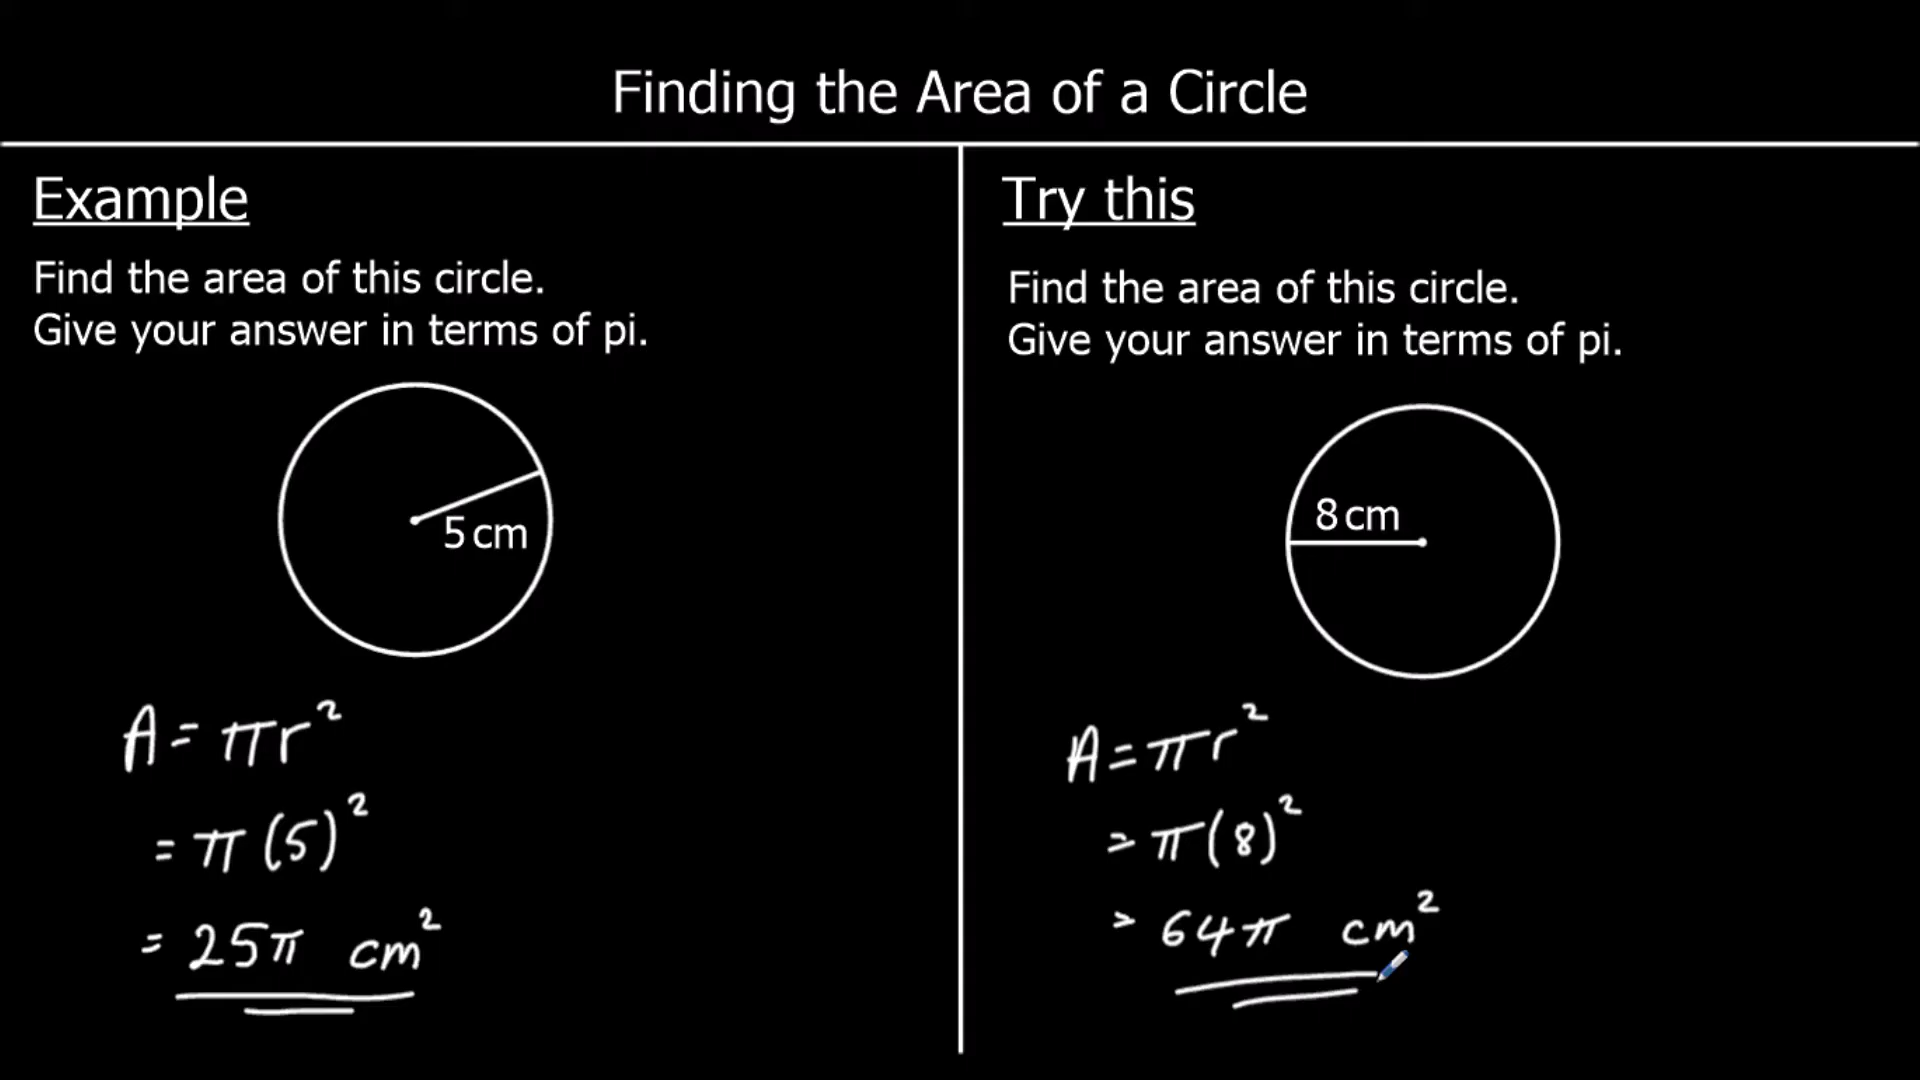 Finding the Area of a Circle
Example
Find the area of this circle.
Give your answer in terms of pi.
5 cm
A = πr²
= π(5)²
= 25π cm²
Try this
Find the area of this circle.
Give your answer in terms of pi.
8 cm
A = πr²
= π(8)²
= 64π cm²